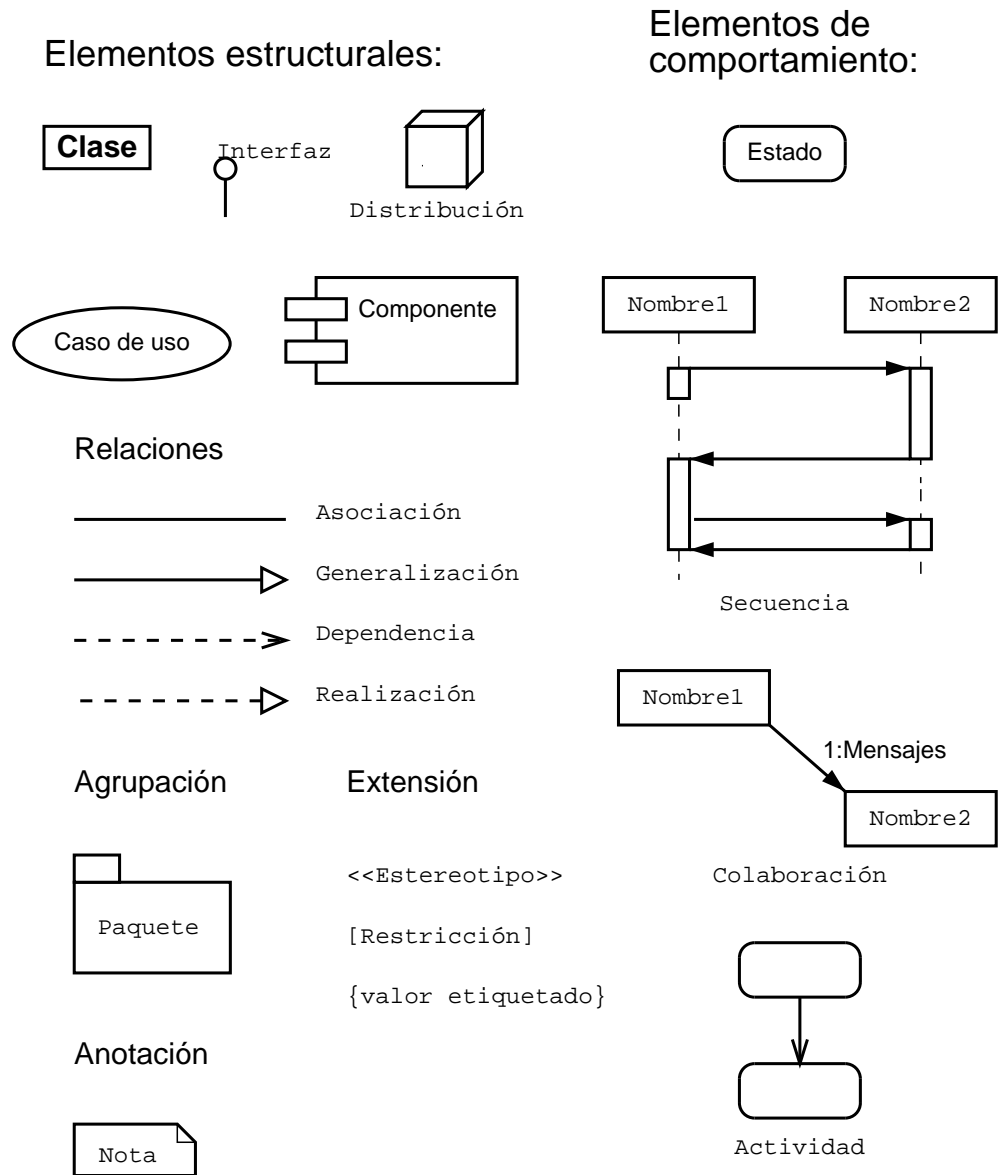 Elementos estructurales:
Elementos de
comportamiento:
Clase
Interfaz
Distribución
Estado
Caso de uso
Componente
Nombre1
Nombre2
Relaciones
Asociación
Generalización
Dependencia
Realización
Secuencia
Nombre1
1:Mensajes
Nombre2
Colaboración
Agrupación
Extensión
Paquete
<<Estereotipo>>
[Restricción]
{valor etiquetado}
Anotación
Nota
Actividad